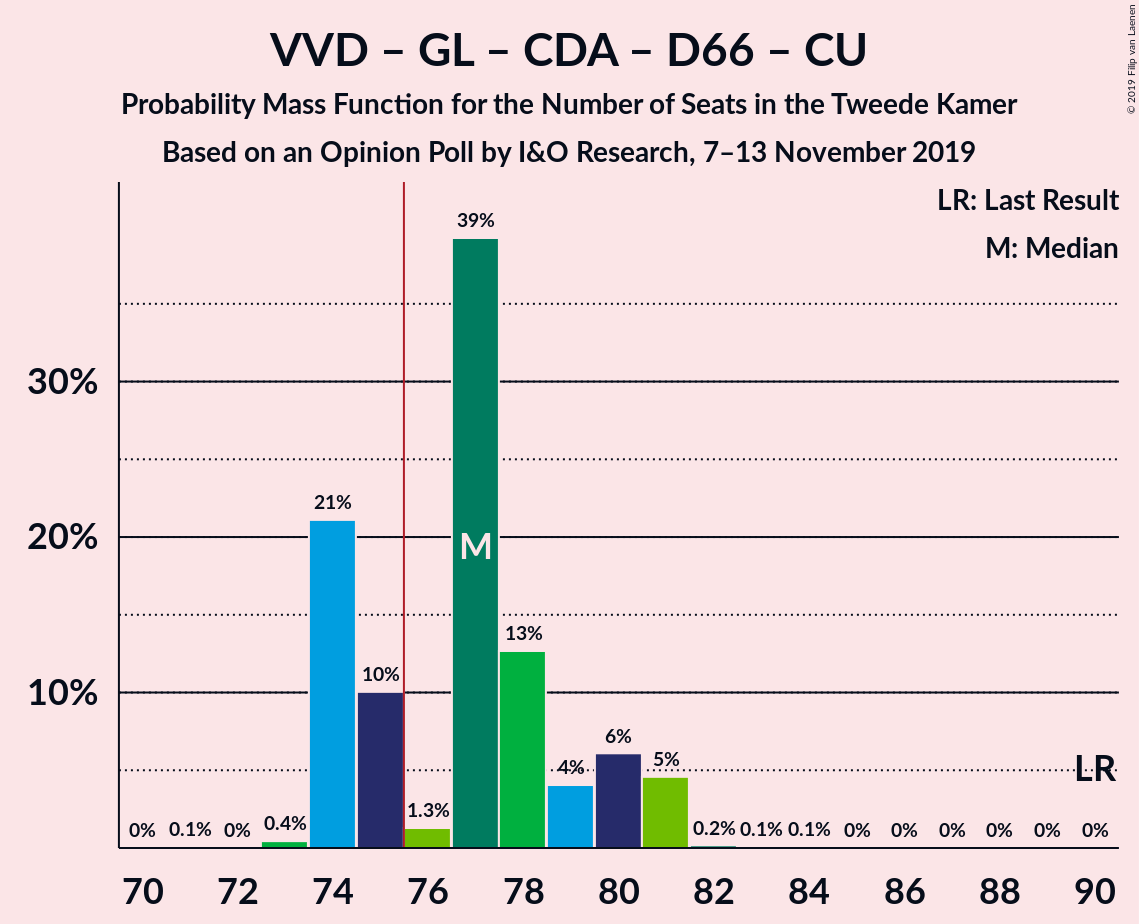 VVD – GL – CDA – D66 – CU
Probability Mass Function for the Number of Seats in the Tweede Kamer
Based on an Opinion Poll by I&O Research, 7–13 November 2019
© 2019 Filip van Laenen
LR: Last Result
M: Median
39%
30%
21%
20%
M
13%
10%
10%
6%
5%
4%
LR
1.3%
0% 0.1% 0% 0.4% 0.2% 0.1% 0.1% 0% 0% 0% 0% 0% 0%
70 72 74 76 78 80 82 84 86 88 90